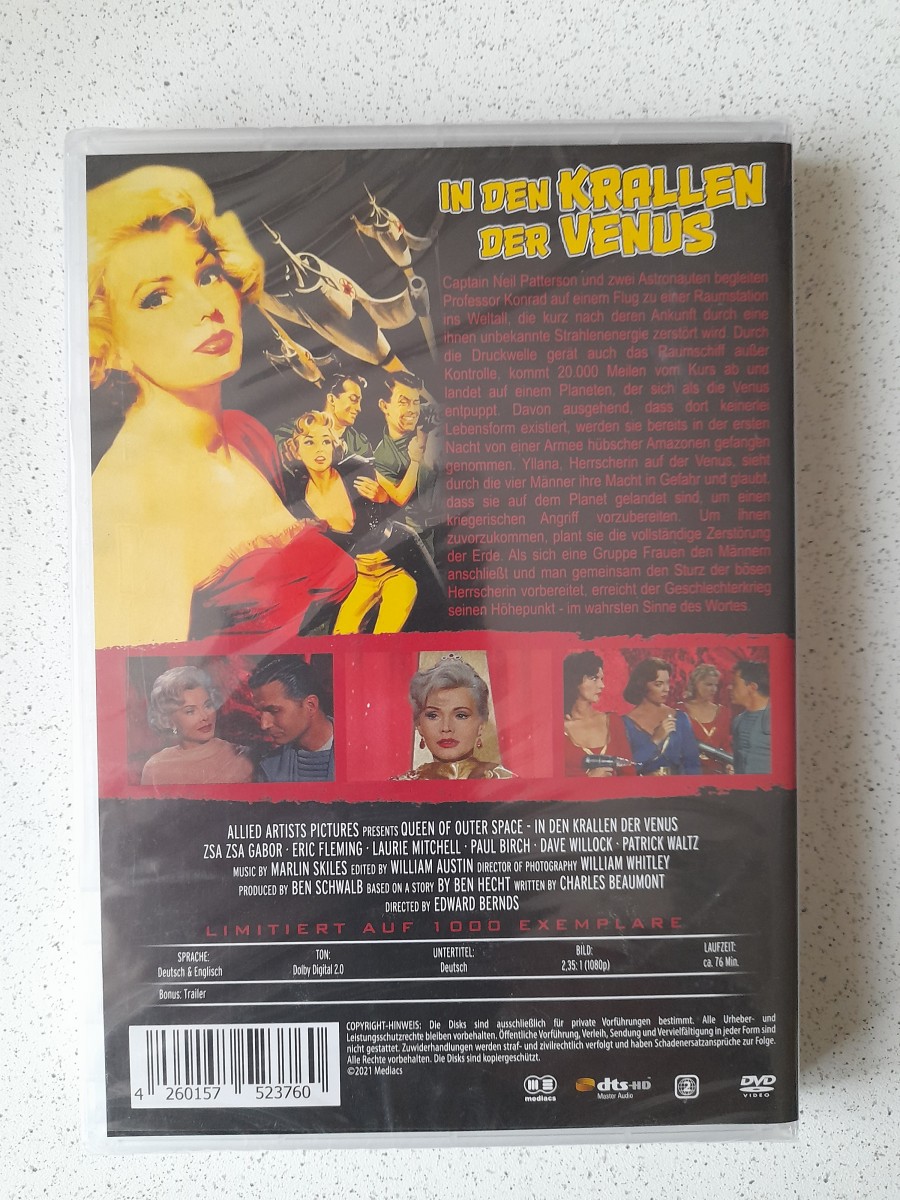 IN DEN KRALLEN
DER VENUS
Captain Neil Patterson und zwei Astronauten begleiten
Professor Konrad auf einem Flug zu einer Raumstation
ins Weltall, die kurz nach deren Ankunft durch eine
ihnen unbekannte Strahlenenergie zerstört wird. Durch
die Druckwelle gerät auch das Raumschiff außer
Kontrolle, kommt 20.000 Meilen vom Kurs ab und
landet auf einem Planeten, der sich als die Venus
entpuppt. Davon ausgehend, dass dort keinerlei
Lebensform existiert, werden sie bereits in der ersten
Nacht von einer Armee hübscher Amazonen gefangen
genommen. Yllana, Herrscherin auf der Venus, sieht
durch die vier Männer ihre Macht in Gefahr und glaubt,
dass sie auf dem Planet gelandet sind, um einen
kriegerischen Angriff vorzubereiten. Um ihnen
zuvorzukommen, plant sie die vollständige Zerstörung
der Erde. Als sich eine Gruppe Frauen den Männern
anschließt und man gemeinsam den Sturz der bösen
Herrscherin vorbereitet, erreicht der Geschlechterkrieg
seinen Höhepunkt - im wahrsten Sinne des Wortes.
ALLIED ARTISTS PICTURES PRESENTS QUEEN OF OUTER SPACE - IN DEN KRALLEN DER VENUS
ZSA ZSA GABOR · ERIC FLEMING · LAURIE MITCHELL · PAUL BIRCH · DAVE WILLOCK · PATRICK WALTZ
MUSIC BY MARLIN SKILES EDITED BY WILLIAM AUSTIN DIRECTOR OF PHOTOGRAPHY WILLIAM WHITLEY
PRODUCED BY BEN SCHWALB BASED ON A STORY BY BEN HECHT WRITTEN BY CHARLES BEAUMONT
DIRECTED BY EDWARD BERNDS
LIMITIERT AUF 1000 EXEMPLARE
SPRACHE: TON: UNTERTITEL: BILD: LAUFZEIT:
Deutsch & Englisch Dolby Digital 2.0 Deutsch 2,35:1 (1080p) ca. 76 Min.
Bonus: Trailer
COPYRIGHT-HINWEIS: Die Disks sind ausschließlich für private Vorführungen bestimmt. Alle Urheber- und
Leistungsschutzrechte bleiben vorbehalten. Öffentliche Vorführung, Verleih, Sendung und Vervielfältigung in jeder Form sind
nicht gestattet. Zuwiderhandlungen werden straf- und zivilrechtlich verfolgt und haben Schadenersatzansprüche zur Folge.
Alle Rechte vorbehalten. Die Disks sind kopiergeschützt.
©2021 Mediacs
4 260157 523760
mediacs
dts-HD
Master Audio
2
DVD
VIDEO